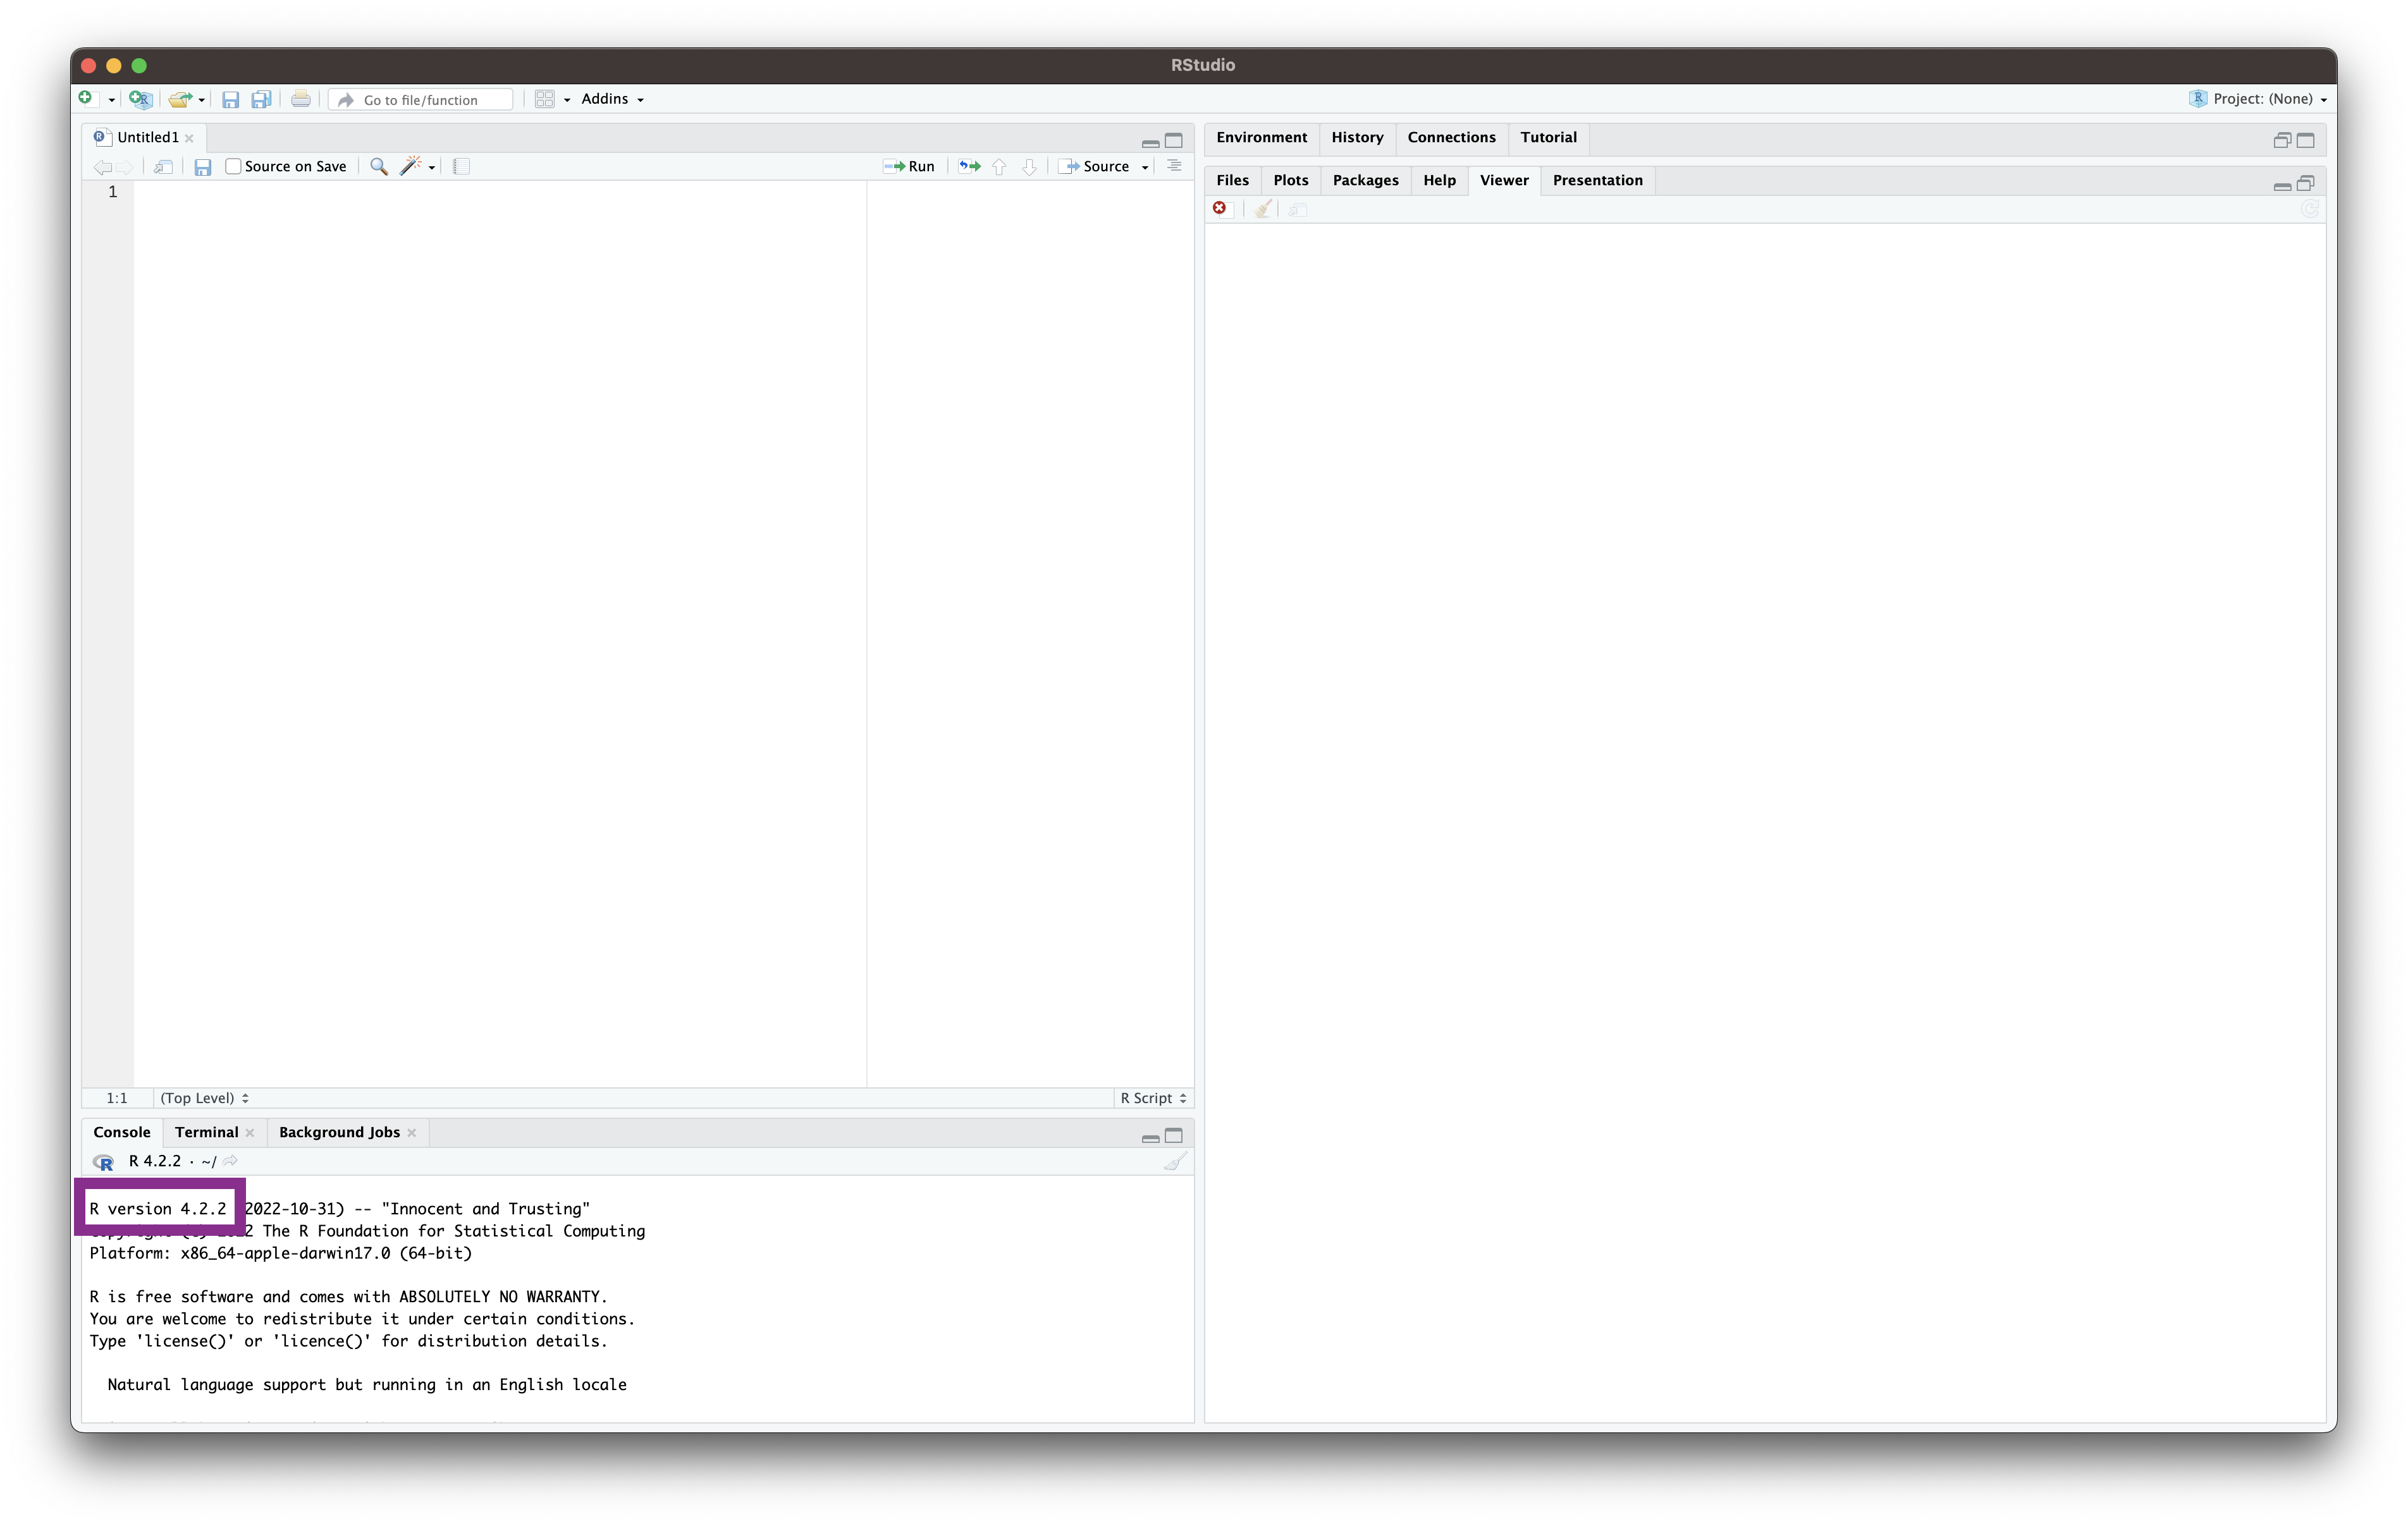 RStudio
Go to file/function Addins Project: (None)
Untitled1
Source on Save Run Source
1
1:1 (Top Level) R Script
Console Terminal Background Jobs
R 4.2.2 · ~/
R version 4.2.2 2022-10-31) -- "Innocent and Trusting"
The R Foundation for Statistical Computing
Platform: x86_64-apple-darwin17.0 (64-bit)
R is free software and comes with ABSOLUTELY NO WARRANTY.
You are welcome to redistribute it under certain conditions.
Type 'license()' or 'licence()' for distribution details.
Natural language support but running in an English locale
Environment History Connections Tutorial
Files Plots Packages Help Viewer Presentation